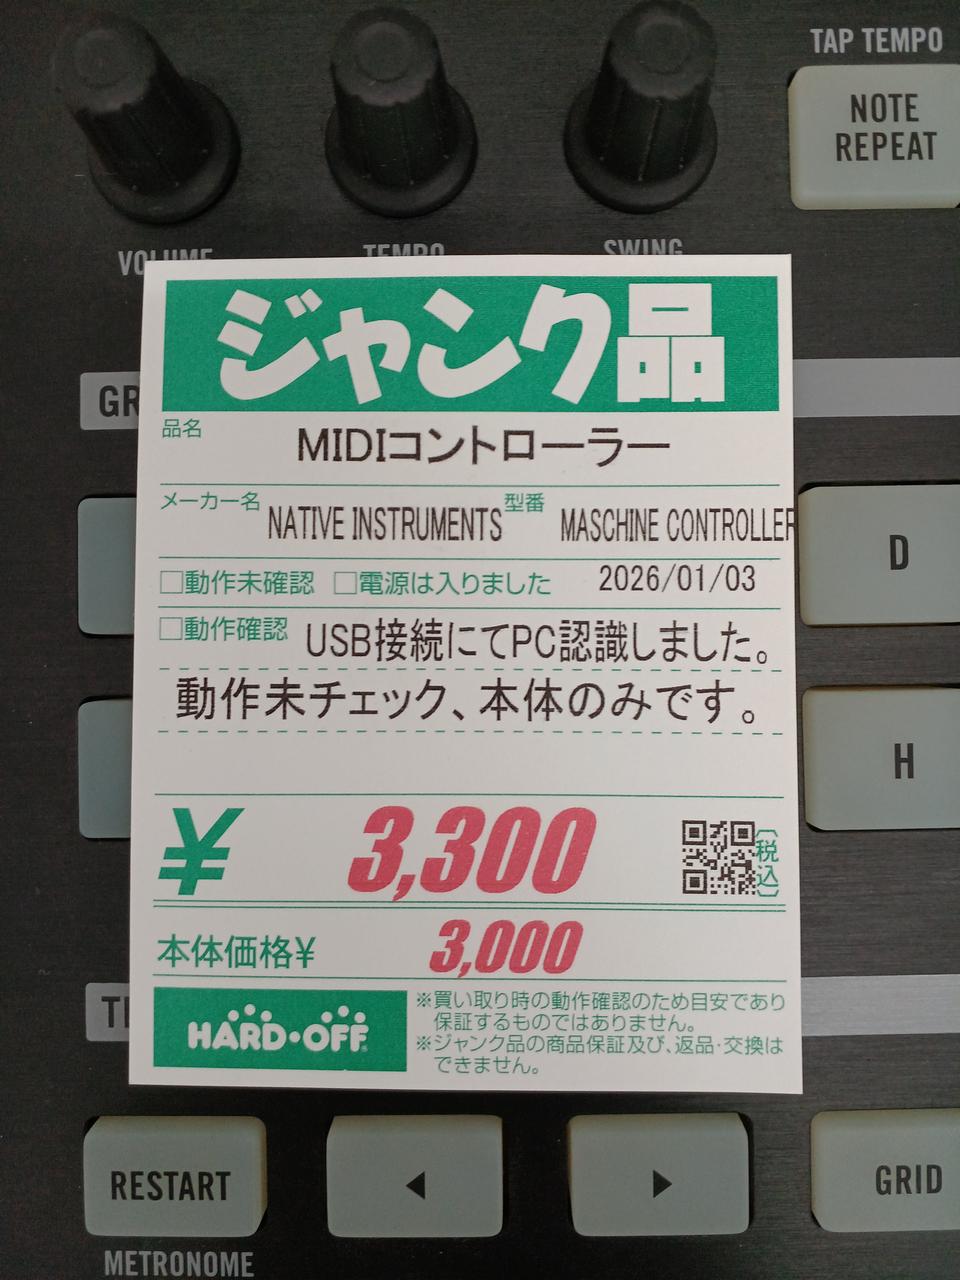 TAP TEMPO
NOTE
REPEAT
VOLUME
TEMPO
SWING
ジャンク品
GR
品名
MIDIコントローラー
メーカー名 NATIVE INSTRUMENTS 型番 MASCHINE CONTROLLER
□動作未確認 □電源は入りました 2026/01/03
D
□動作確認 USB接続にてPC認識しました。
動作未チェック、本体のみです。
H
¥ 3,300 (税込)
本体価格¥ 3,000
HARD・OFF
※買い取り時の動作確認のため目安であり
保証するものではありません。
※ジャンク品の商品保証及び、返品・交換は
できません。
RESTART
◀
▶
GRID
METRONOME